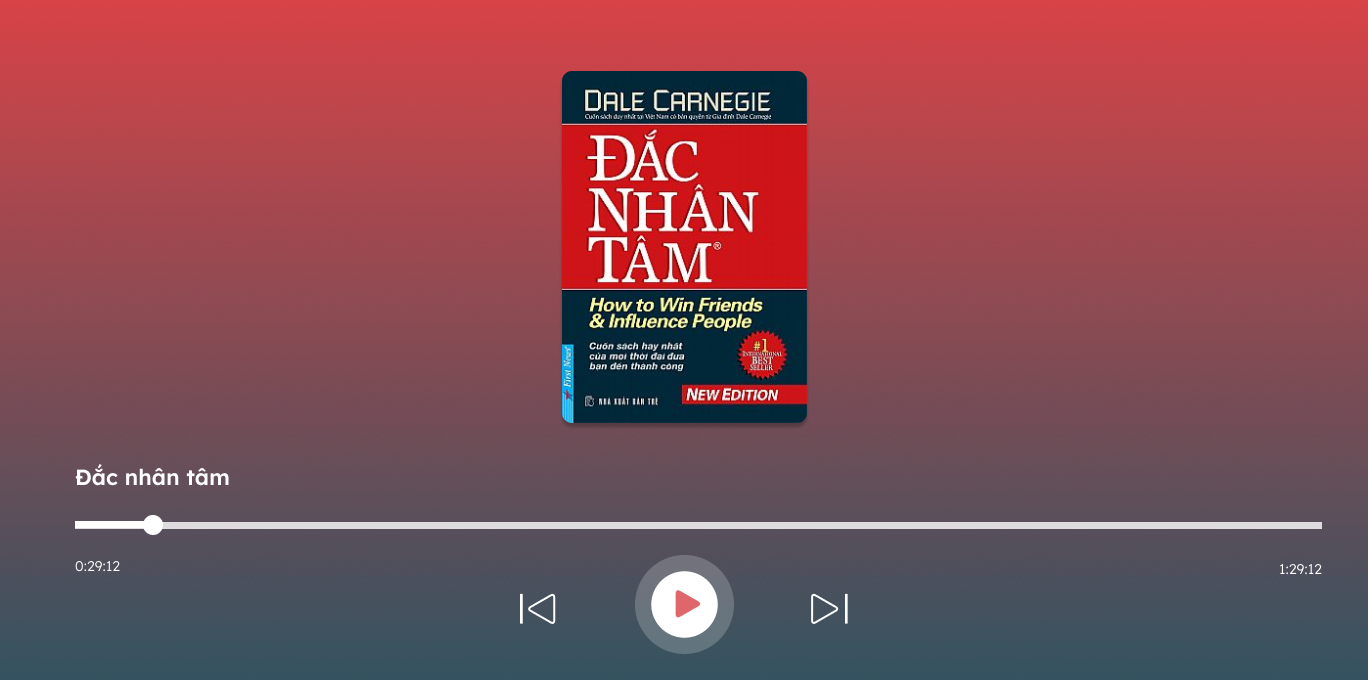 DALE CARNEGIE
Cuốn sách duy nhất tại Việt Nam có bản quyền từ Gia đình Dale Carnegie
ĐẮC
NHÂN
TÂM®
How to Win Friends
& Influence People
Cuốn sách hay nhất
của mọi thời đại đưa
bạn đến thành công
#1
INTERNATIONAL
BEST
SELLER
First News
NEW EDITION
NHÀ XUẤT BẢN TRẺ
Đắc nhân tâm
0:29:12
1:29:12